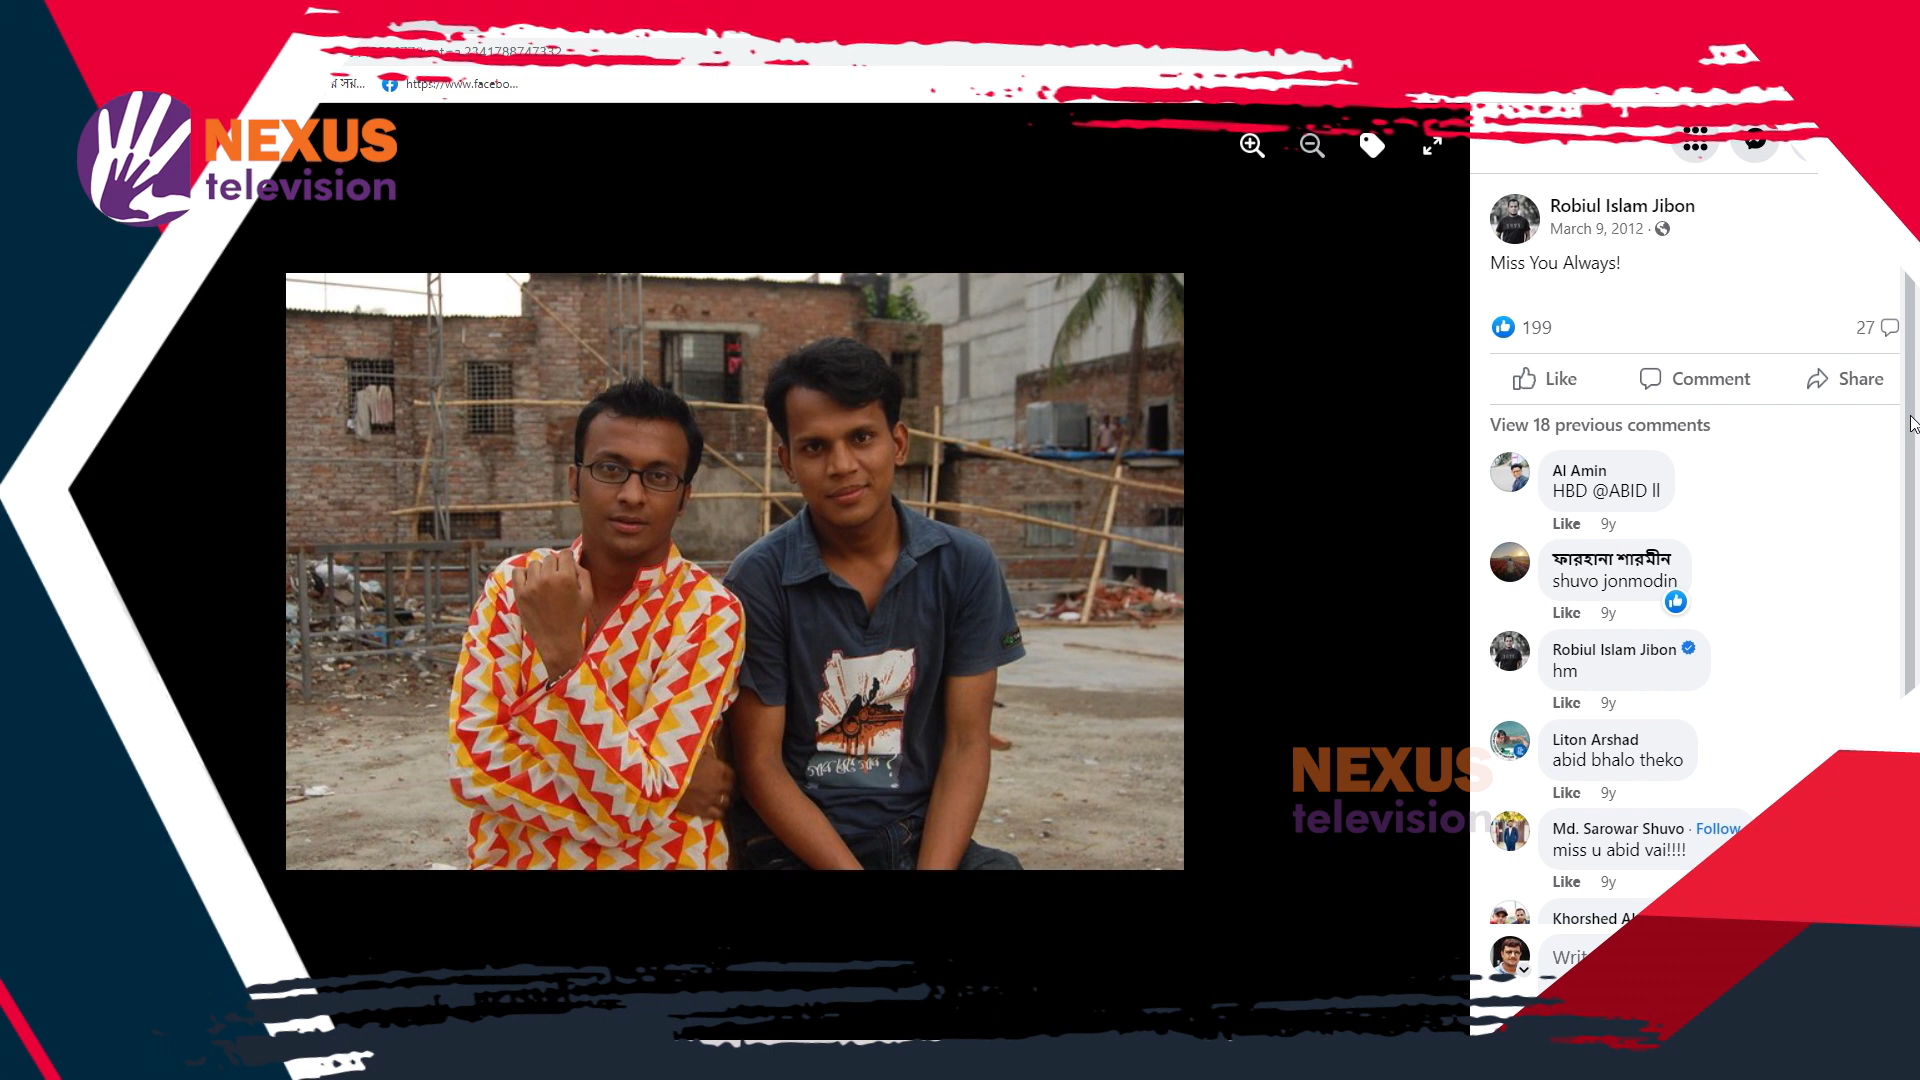 2341788747332
https://www.facebo...
NEXUS
television
Robiul Islam Jibon
March 9, 2012 ·
Miss You Always!
199
27
Like
Comment
Share
View 18 previous comments
Al Amin
HBD @ABID ll
Like 9y
ফারহানা শারমীন
shuvo jonmodin
Like 9y
Robiul Islam Jibon
hm
Like 9y
Liton Arshad
abid bhalo theko
Like 9y
Md. Sarowar Shuvo · Follow
miss u abid vai!!!!
Like 9y
Khorshed
NEXUS
television